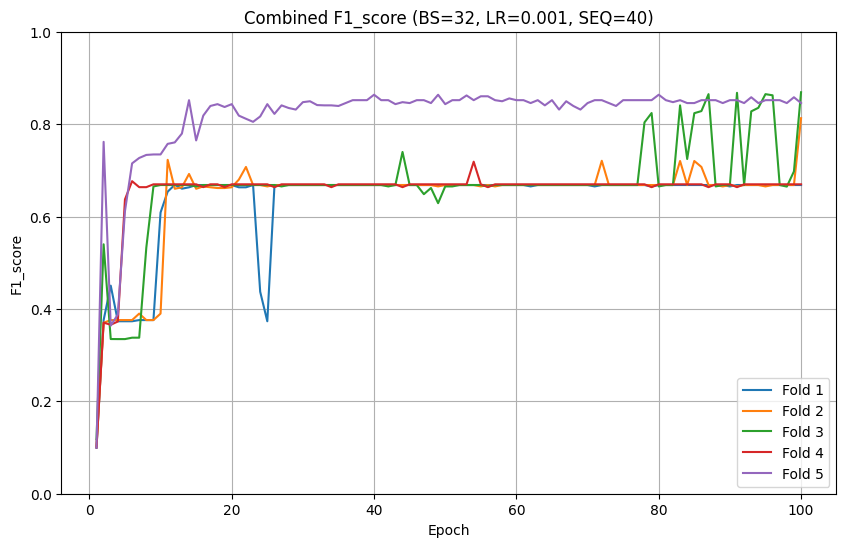 Combined F1_score (BS=32, LR=0.001, SEQ=40)
1.0
0.8
0.6
0.4
0.2
0.0
F1_score
0 20 40 60 80 100
Epoch
Fold 1
Fold 2
Fold 3
Fold 4
Fold 5